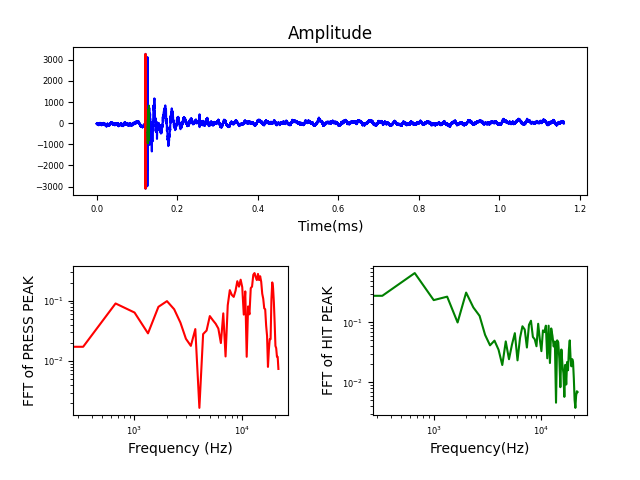 Amplitude
3000
2000
1000
0
−1000
−2000
−3000
0.0 0.2 0.4 0.6 0.8 1.0 1.2
Time(ms)
FFT of PRESS PEAK
10⁻¹
10⁻²
10³ 10⁴
Frequency (Hz)
FFT of HIT PEAK
10⁻¹
10⁻²
10³ 10⁴
Frequency(Hz)